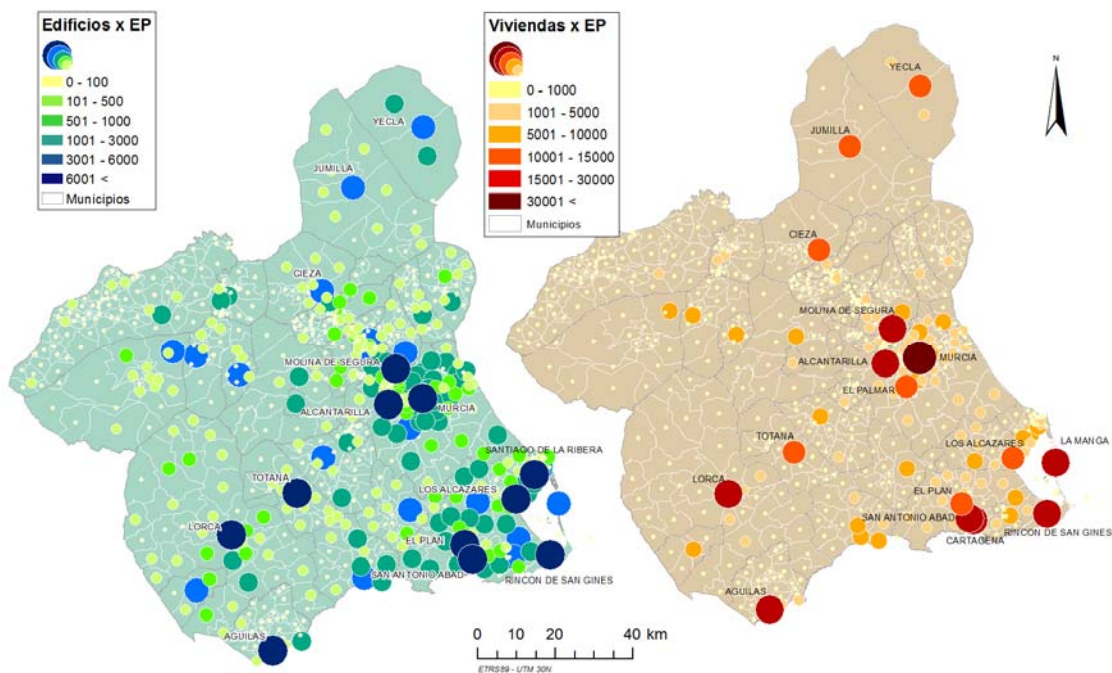 Edificios x EP
0 - 100
101 - 500
501 - 1000
1001 - 3000
3001 - 6000
6001 <
Municipios
YECLA
JUMILLA
CIEZA
MOLINA DE SEGURA
ALCANTARILLA
MURCIA
SANTIAGO DE LA RIBERA
TOTANA
LOS ALCAZARES
LORCA
EL PLAN
SAN ANTONIO ABAD
RINCON DE SAN GINES
AGUILAS
Viviendas x EP
0 - 1000
1001 - 5000
5001 - 10000
10001 - 15000
15001 - 30000
30001 <
Municipios
N
YECLA
JUMILLA
CIEZA
MOLINA DE SEGURA
ALCANTARILLA
MURCIA
EL PALMAR
TOTANA
LOS ALCAZARES
LA MANGA
LORCA
EL PLAN
SAN ANTONIO ABAD
RINCON DE SAN GINES
CARTAGENA
AGUILAS
0 10 20 40 km
ETRS89 - UTM 30N